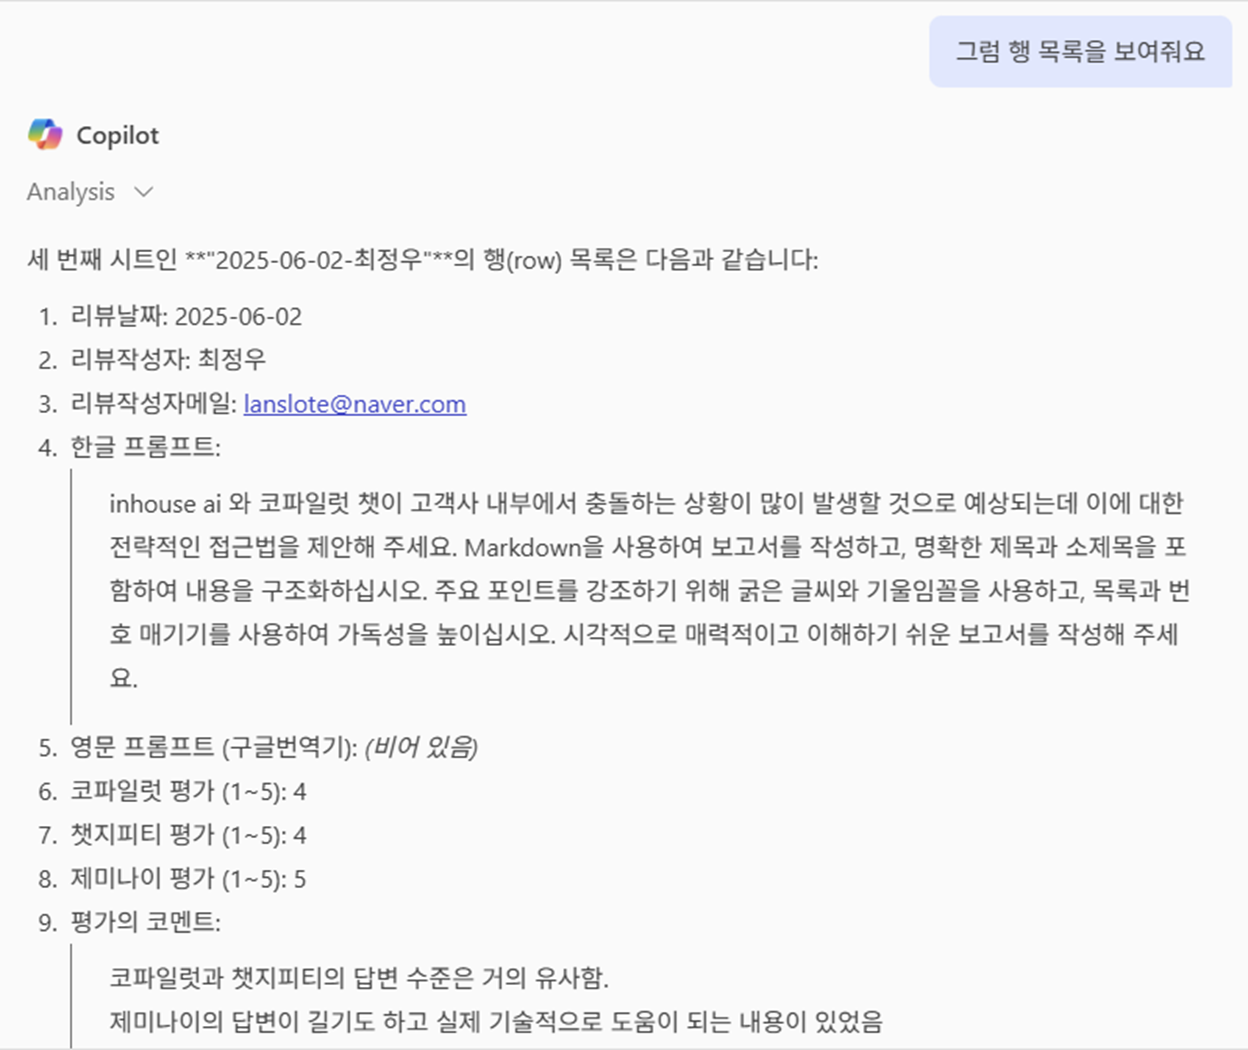 그럼 행 목록을 보여줘요
Copilot
Analysis
세 번째 시트인 **"2025-06-02-최정우"**의 행(row) 목록은 다음과 같습니다:
1. 리뷰날짜: 2025-06-02
2. 리뷰작성자: 최정우
3. 리뷰작성자메일: lanslote@naver.com
4. 한글 프롬프트:
inhouse ai 와 코파일럿 챗이 고객사 내부에서 충돌하는 상황이 많이 발생할 것으로 예상되는데 이에 대한
전략적인 접근법을 제안해 주세요. Markdown을 사용하여 보고서를 작성하고, 명확한 제목과 소제목을 포
함하여 내용을 구조화하십시오. 주요 포인트를 강조하기 위해 굵은 글씨와 기울임꼴을 사용하고, 목록과 번
호 매기기를 사용하여 가독성을 높이십시오. 시각적으로 매력적이고 이해하기 쉬운 보고서를 작성해 주세
요.
5. 영문 프롬프트 (구글번역기): (비어 있음)
6. 코파일럿 평가 (1~5): 4
7. 챗지피티 평가 (1~5): 4
8. 제미나이 평가 (1~5): 5
9. 평가의 코멘트:
코파일럿과 챗지피티의 답변 수준은 거의 유사함.
제미나이의 답변이 길기도 하고 실제 기술적으로 도움이 되는 내용이 있었음